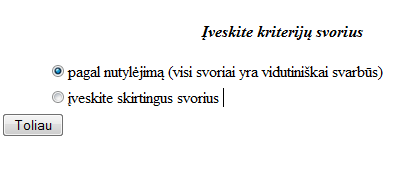 Įveskite kriterijų svorius
pagal nutylėjimą (visi svoriai yra vidutiniškai svarbūs)
įveskite skirtingus svorius
Toliau